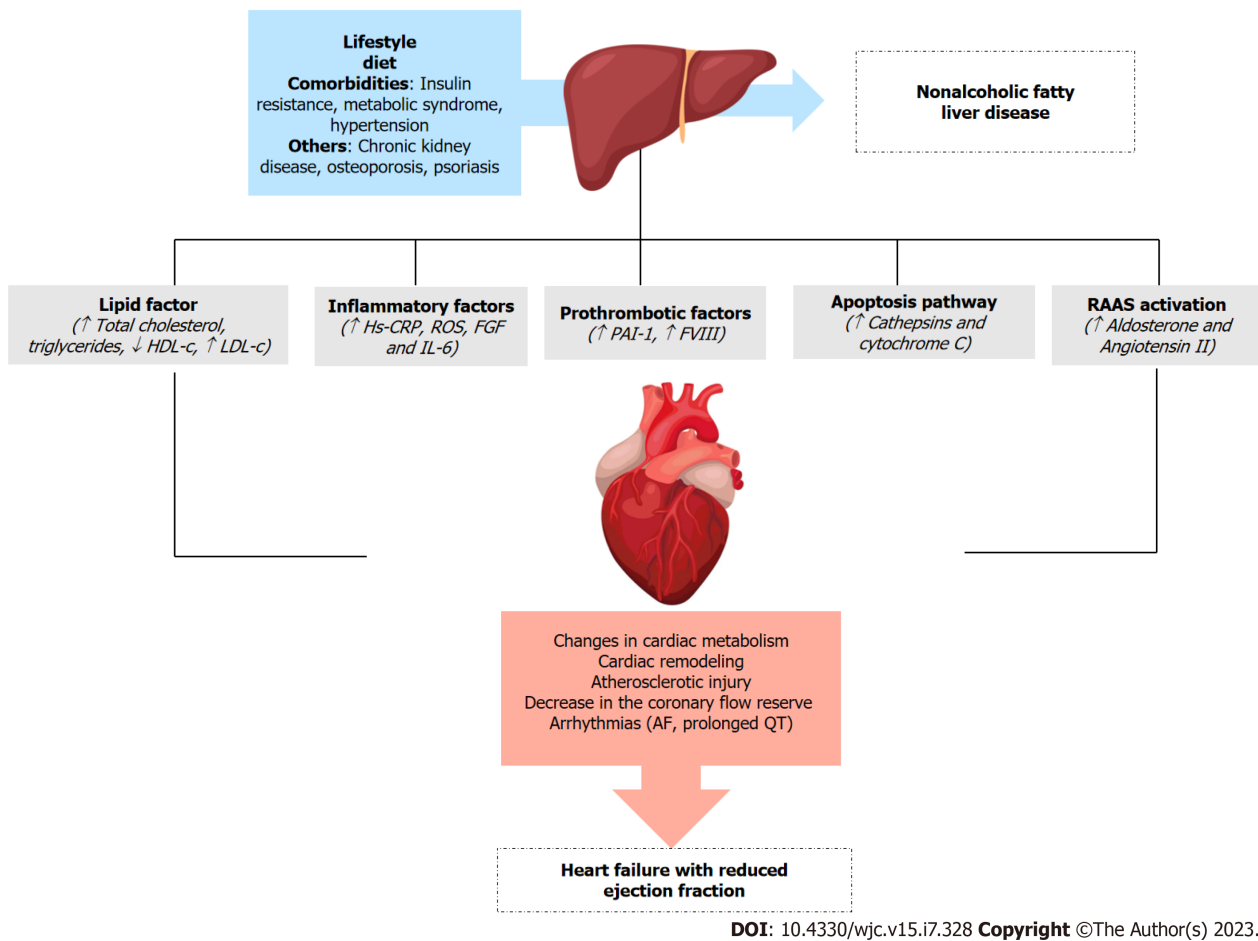 Lifestyle
diet
Comorbidities: Insulin
resistance, metabolic syndrome,
hypertension
Others: Chronic kidney
disease, osteoporosis, psoriasis
Nonalcoholic fatty
liver disease
Lipid factor
(↑ Total cholesterol,
triglycerides, ↓ HDL-c, ↑ LDL-c)
Inflammatory factors
(↑ Hs-CRP, ROS, FGF
and IL-6)
Prothrombotic factors
(↑ PAI-1, ↑ FVIII)
Apoptosis pathway
(↑ Cathepsins and
cytochrome C)
RAAS activation
(↑ Aldosterone and
Angiotensin II)
Changes in cardiac metabolism
Cardiac remodeling
Atherosclerotic injury
Decrease in the coronary flow reserve
Arrhythmias (AF, prolonged QT)
Heart failure with reduced
ejection fraction
DOI: 10.4330/wjc.v15.i7.328 Copyright ©The Author(s) 2023.